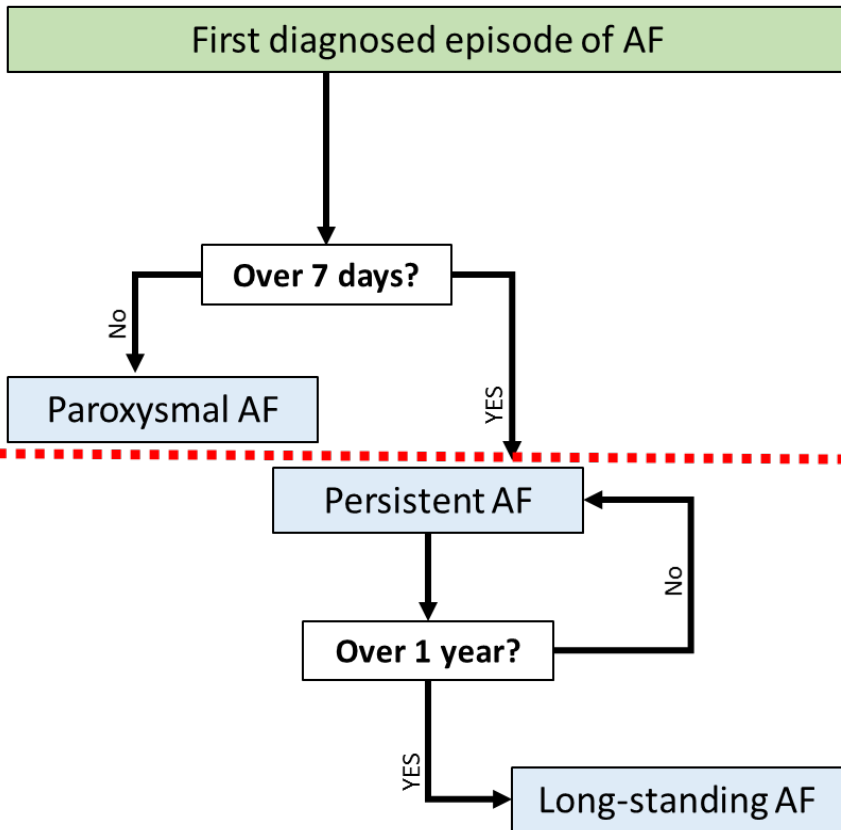 First diagnosed episode of AF
Over 7 days?
No
Paroxysmal AF
YES
Persistent AF
No
Over 1 year?
YES
Long-standing AF